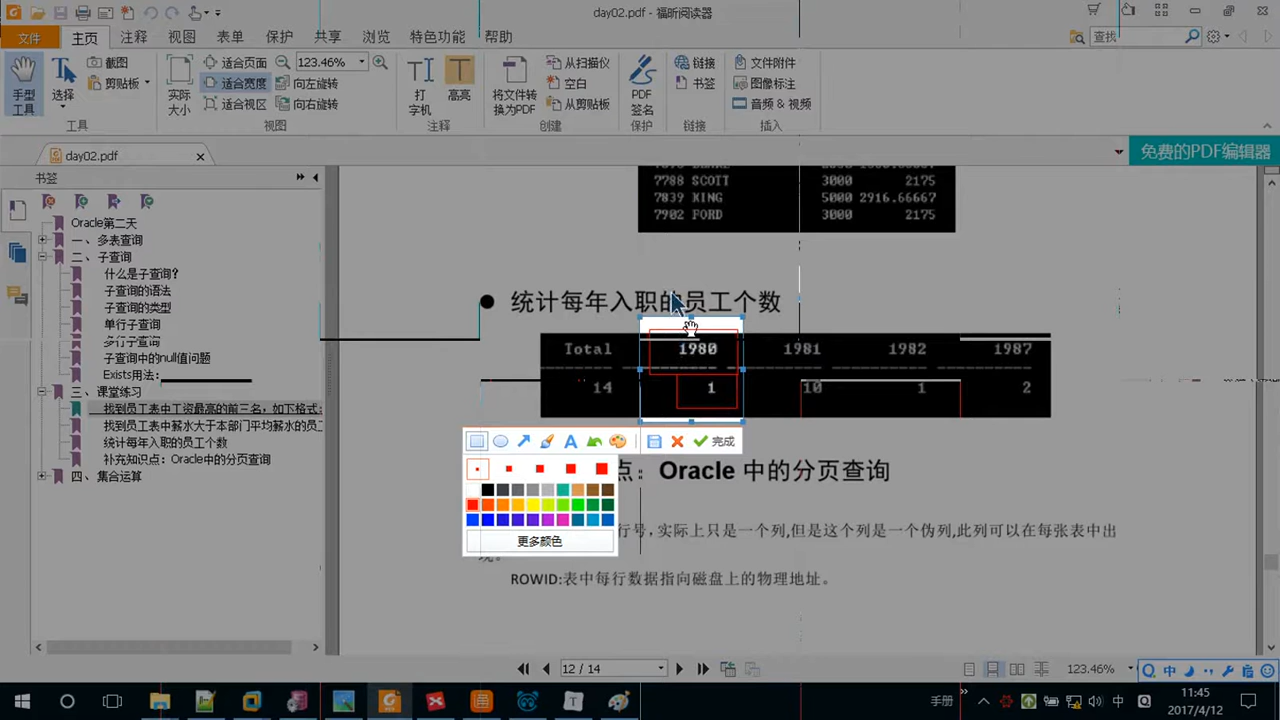 day02.pdf - 福昕阅读器
文件 主页 注释 视图 表单 保护 共享 浏览 特色功能 帮助
查找
手型工具
选择
截图
剪贴板
工具
实际大小
适合页面
适合宽度
适合视区
123.46%
向左旋转
向右旋转
视图
打字机
高亮
注释
将文件转换为PDF
从扫描仪
空白
从剪贴板
创建
PDF签名
保护
链接
书签
链接
文件附件
图像标注
音频 & 视频
插入
day02.pdf
免费的PDF编辑器
书签
Oracle第二天
一、多表查询
二、子查询
什么是子查询?
子查询的语法
子查询的类型
单行子查询
多行子查询
子查询中的null值问题
Exists用法:
三、课堂练习
找到员工表中工资最高的前三名，如下格式:
找到员工表中薪水大于本部门平均薪水的员工
统计每年入职的员工个数
补充知识点：Oracle中的分页查询
四、集合运算
7788 SCOTT 3000 2175
7839 KING 5000 2916.66667
7902 FORD 3000 2175
● 统计每年入职的员工个数
Total 1980 1981 1982 1987
14 1 10 1 2
A
完成
更多颜色
点：Oracle 中的分页查询
行号，实际上只是一个列,但是这个列是一个伪列,此列可以在每张表中出
现。
ROWID:表中每行数据指向磁盘上的物理地址。
12 / 14
123.46%
中
手册
中
11:45
2017/4/12